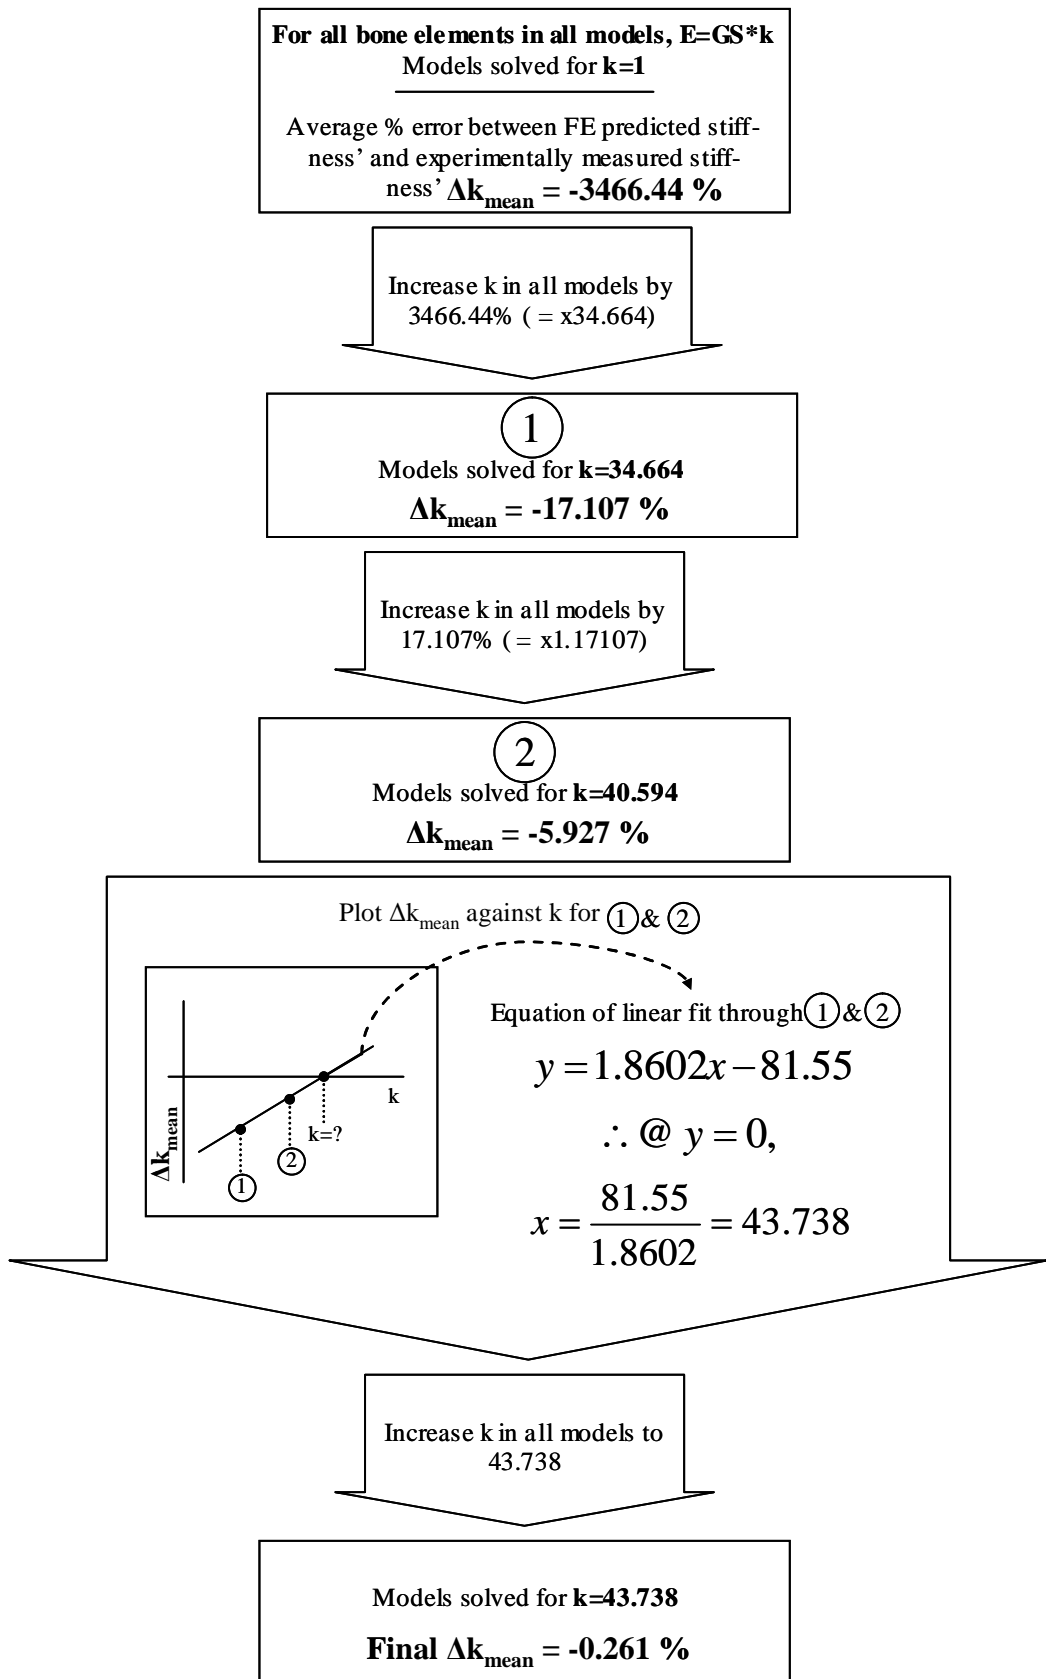 For all bone elements in all models, E=GS*k
Models solved for k=1
Average % error between FE predicted stiff-
ness’ and experimentally measured stiff-
ness’ Δkmean = -3466.44 %
Increase k in all models by
3466.44% ( = x34.664)
1
Models solved for k=34.664
Δkmean = -17.107 %
Increase k in all models by
17.107% ( = x1.17107)
2
Models solved for k=40.594
Δkmean = -5.927 %
Plot Δkmean against k for 1 & 2
Δkmean
k
k=?
2
1
Equation of linear fit through 1 & 2
y = 1.8602x − 81.55
∴ @ y = 0,
x = 81.55 / 1.8602 = 43.738
Increase k in all models to
43.738
Models solved for k=43.738
Final Δkmean = -0.261 %